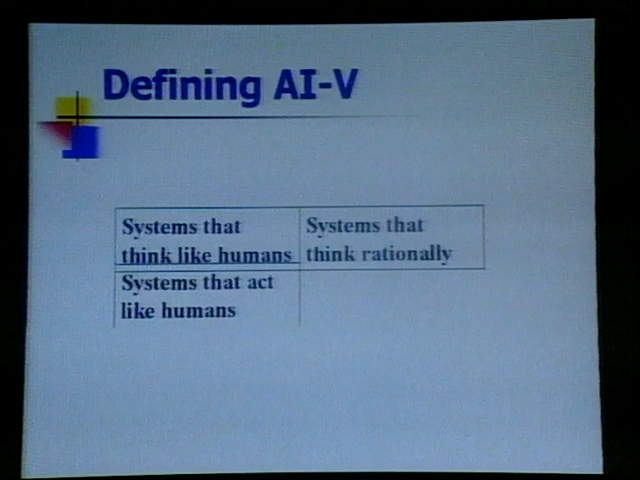 Defining AI-V
Systems that
think like humans
Systems that
think rationally
Systems that act
like humans